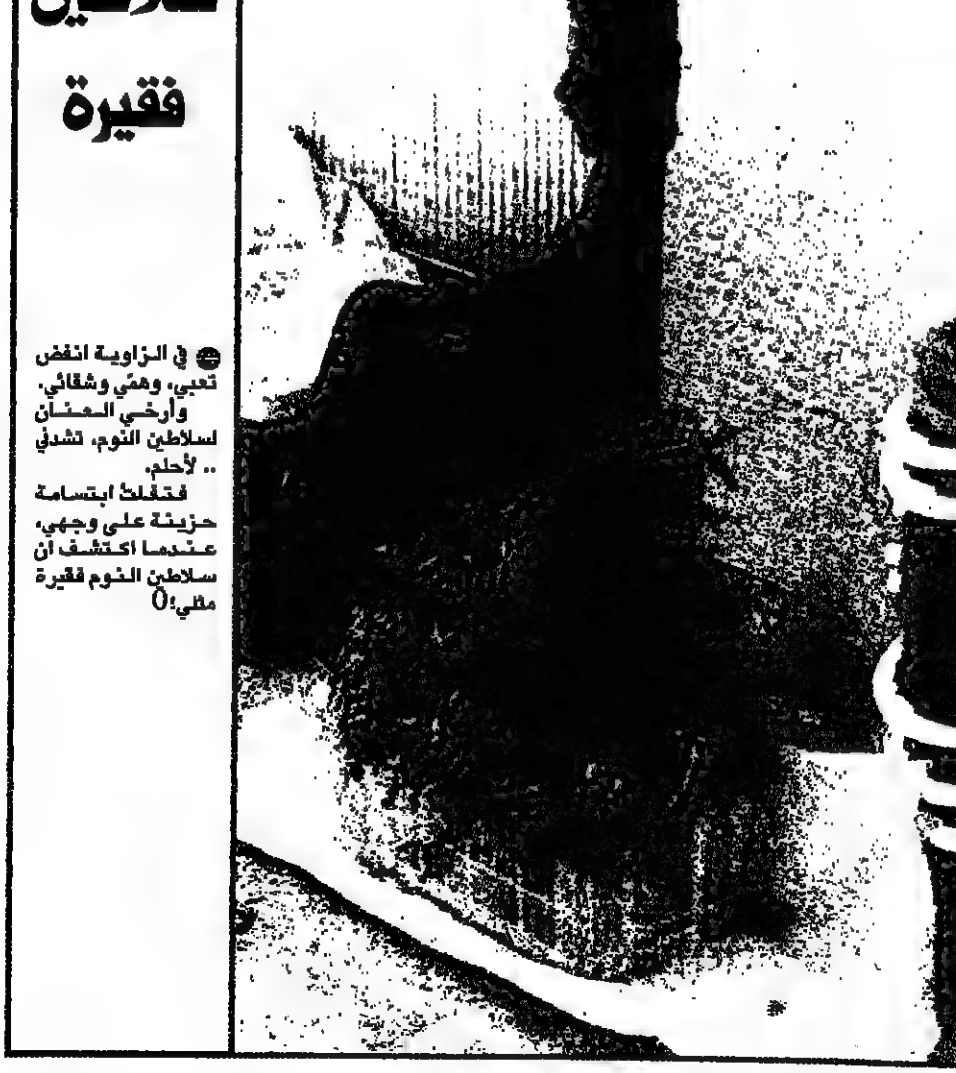 سلاطين
فقيرة
في الزاوية انفض
تعبي، وهمّي وشقائي.
وأرخي العنان
لسلاطين النوم، تشدني
.. لأحلم.
فتفلتُ ابتسامة
حزينة على وجهي،
عندما اكتشف ان
سلاطين النوم فقيرة
مثلي؛()